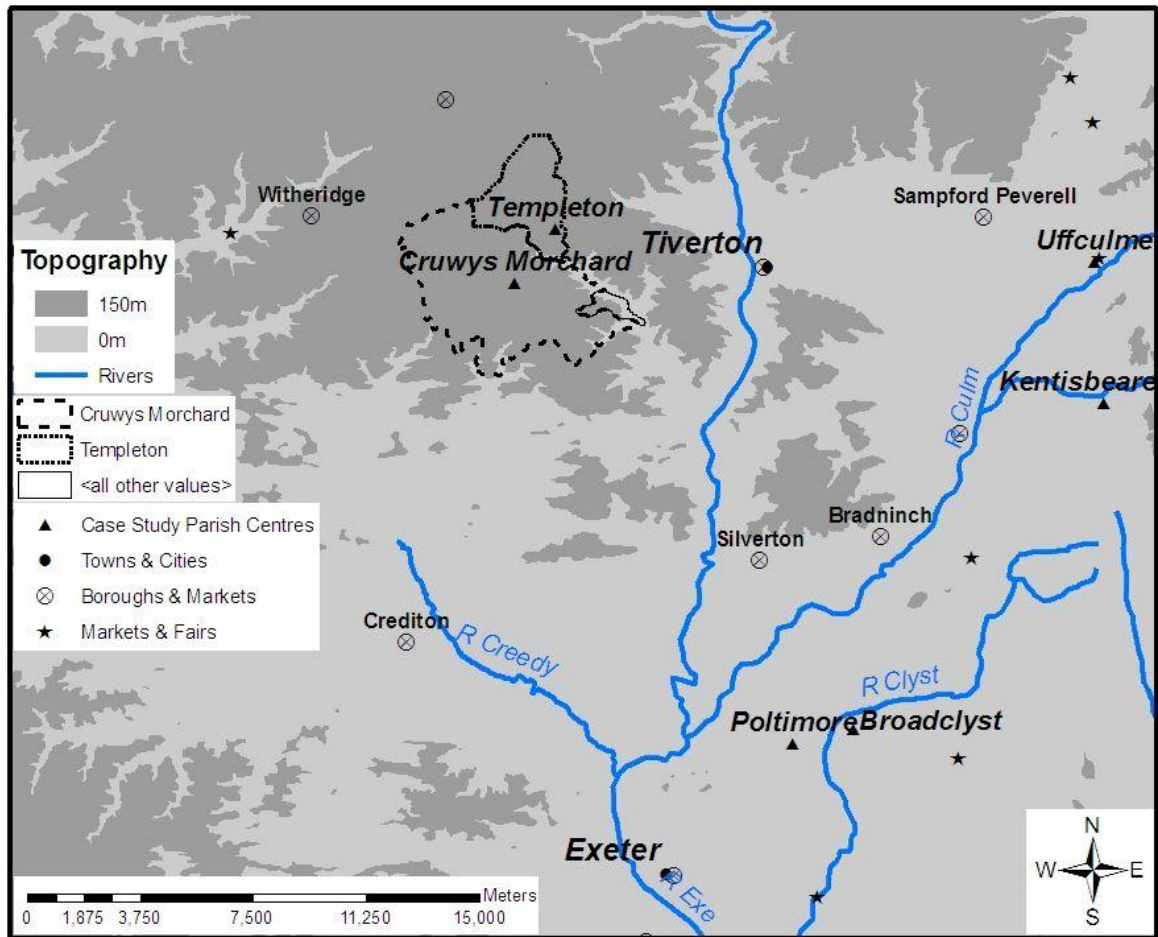 Witheridge
Templeton
Sampford Peverell
Tiverton
Uffculme
Cruwys Morchard
Topography
150m
0m
Rivers
Cruwys Morchard
Templeton
<all other values>
Case Study Parish Centres
Towns & Cities
Boroughs & Markets
Markets & Fairs
Kentisbeare
R Culm
Bradninch
Silverton
Crediton
R Creedy
R Clyst
Poltimore
Broadclyst
Exeter
R Exe
N
W E
S
Meters
0 1,875 3,750 7,500 11,250 15,000